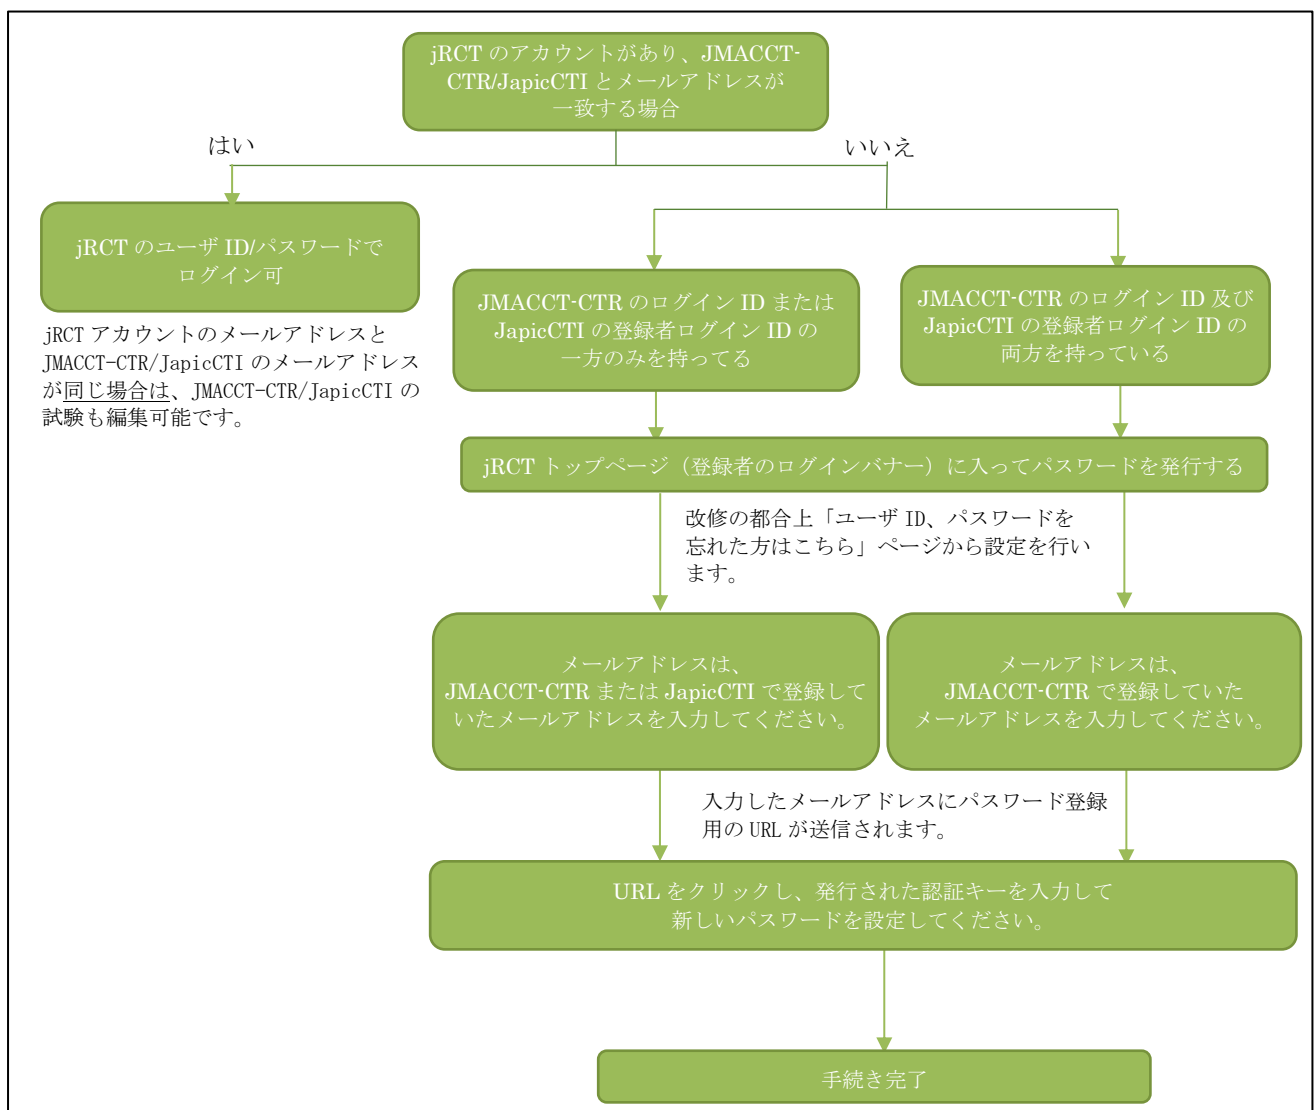 jRCT のアカウントがあり、JMACCT-
CTR/JapicCTI とメールアドレスが
一致する場合
はい
いいえ
jRCT のユーザ ID/パスワードで
ログイン可
jRCT アカウントのメールアドレスと
JMACCT-CTR/JapicCTI のメールアドレス
が同じ場合は、JMACCT-CTR/JapicCTI の
試験も編集可能です。
JMACCT-CTR のログイン ID または
JapicCTI の登録者ログイン ID の
一方のみを持ってる
JMACCT-CTR のログイン ID 及び
JapicCTI の登録者ログイン ID の
両方を持っている
jRCT トップページ（登録者のログインバナー）に入ってパスワードを発行する
改修の都合上「ユーザ ID、パスワードを
忘れた方はこちら」ページから設定を行い
ます。
メールアドレスは、
JMACCT-CTR または JapicCTI で登録して
いたメールアドレスを入力してください。
メールアドレスは、
JMACCT-CTR で登録していた
メールアドレスを入力してください。
入力したメールアドレスにパスワード登録
用の URL が送信されます。
URL をクリックし、発行された認証キーを入力して
新しいパスワードを設定してください。
手続き完了